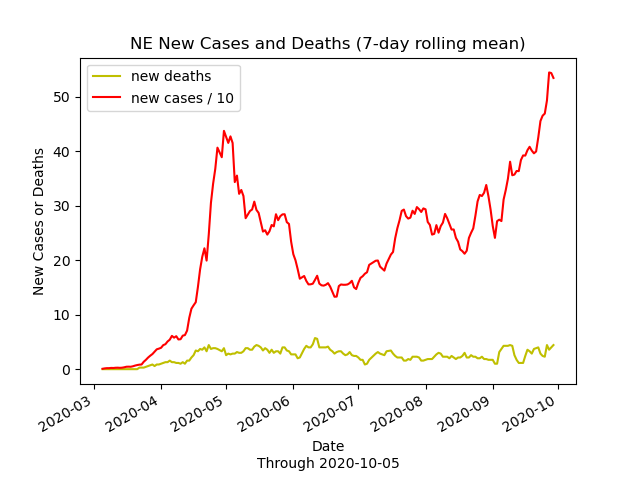 NE New Cases and Deaths (7-day rolling mean)
new deaths
new cases / 10
50
40
30
20
10
0
New Cases or Deaths
2020-03
2020-04
2020-05
2020-06
2020-07
2020-08
2020-09
2020-10
Date
Through 2020-10-05